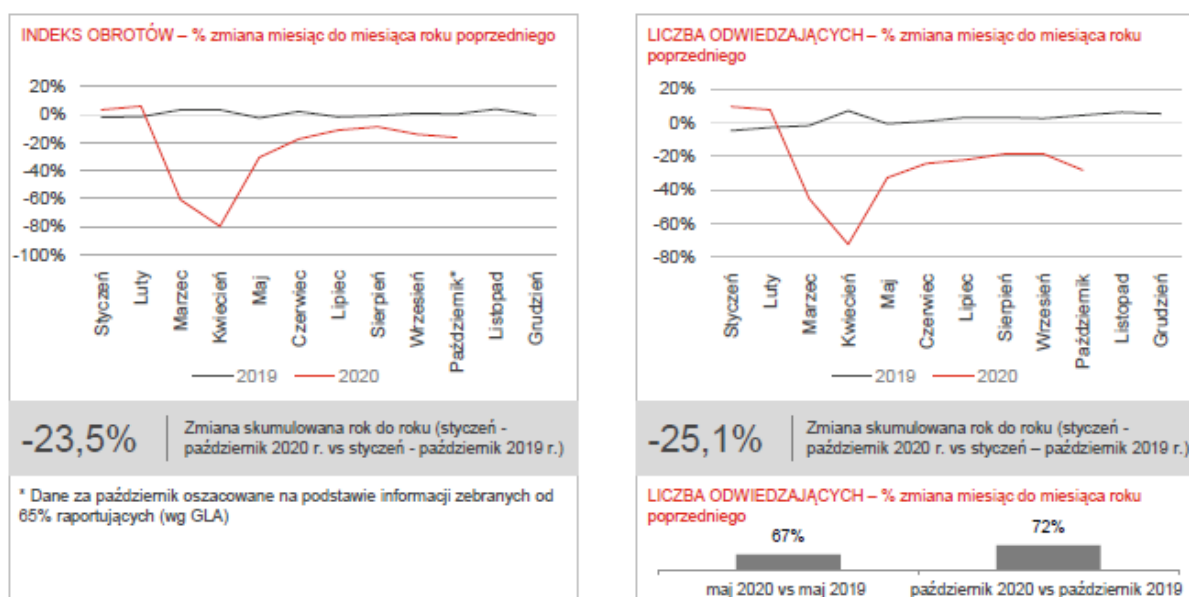 INDEKS OBROTÓW – % zmiana miesiąc do miesiąca roku poprzedniego
20%
0%
-20%
-40%
-60%
-80%
-100%
Styczeń
Luty
Marzec
Kwiecień
Maj
Czerwiec
Lipiec
Sierpień
Wrzesień
Październik*
Listopad
Grudzień
2019
2020
-23,5%
Zmiana skumulowana rok do roku (styczeń -
październik 2020 r. vs styczeń - październik 2019 r.)
* Dane za październik oszacowane na podstawie informacji zebranych od
65% raportujących (wg GLA)
LICZBA ODWIEDZAJĄCYCH – % zmiana miesiąc do miesiąca roku
poprzedniego
20%
0%
-20%
-40%
-60%
-80%
Styczeń
Luty
Marzec
Kwiecień
Maj
Czerwiec
Lipiec
Sierpień
Wrzesień
Październik
Listopad
Grudzień
2019
2020
-25,1%
Zmiana skumulowana rok do roku (styczeń -
październik 2020 r. vs styczeń – październik 2019 r.)
LICZBA ODWIEDZAJĄCYCH – % zmiana miesiąc do miesiąca roku
poprzedniego
67%
72%
maj 2020 vs maj 2019
październik 2020 vs październik 2019